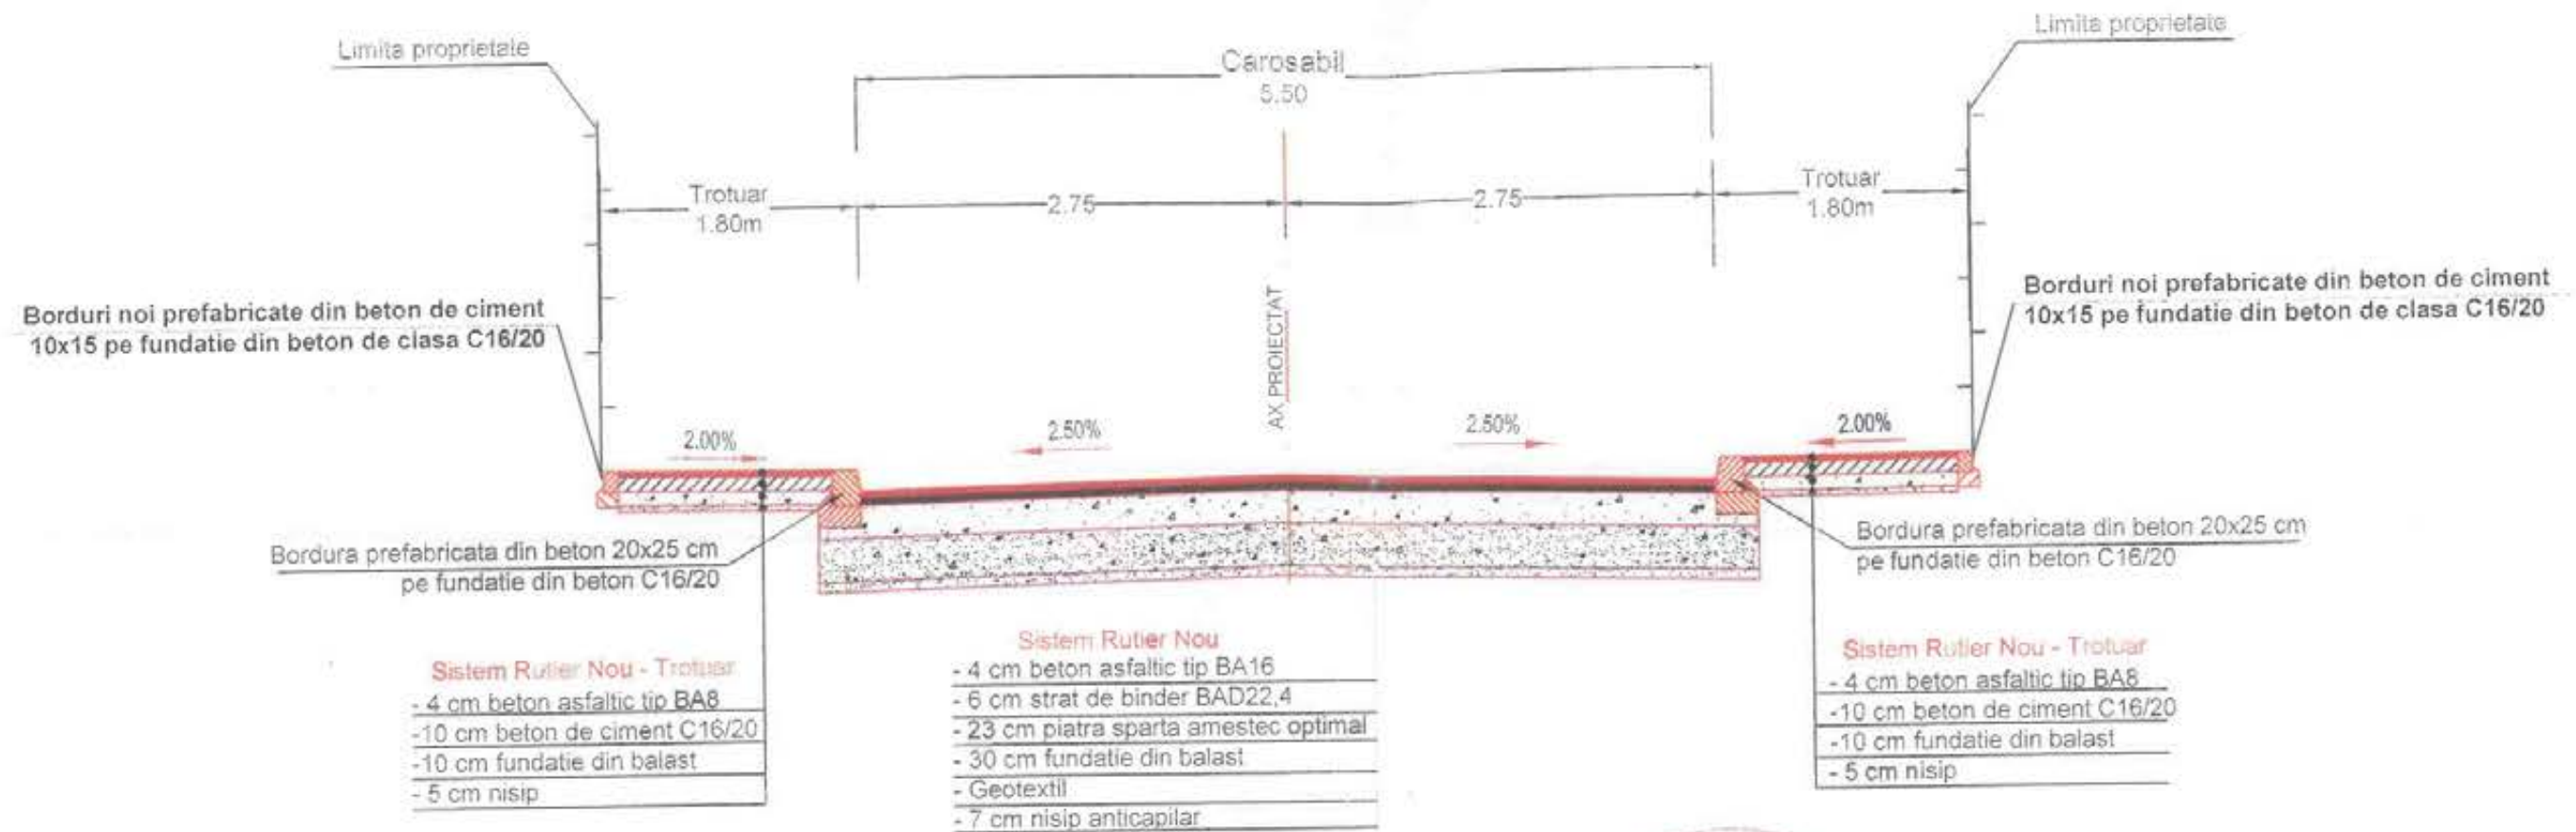 Limita proprietate
Limita proprietate
Carosabil
5.50
Trotuar
1.80m
2.75
2.75
Trotuar
1.80m
Borduri noi prefabricate din beton de ciment
10x15 pe fundatie din beton de clasa C16/20
AX PROIECTAT
Borduri noi prefabricate din beton de ciment
10x15 pe fundatie din beton de clasa C16/20
2.00%
2.50%
2.50%
2.00%
Bordura prefabricata din beton 20x25 cm
pe fundatie din beton C16/20
Bordura prefabricata din beton 20x25 cm
pe fundatie din beton C16/20
Sistem Rutier Nou - Trotuar
- 4 cm beton asfaltic tip BA8
-10 cm beton de ciment C16/20
-10 cm fundatie din balast
- 5 cm nisip
Sistem Rutier Nou
- 4 cm beton asfaltic tip BA16
- 6 cm strat de binder BAD22,4
- 23 cm piatra sparta amestec optimal
- 30 cm fundatie din balast
- Geotextil
- 7 cm nisip anticapilar
Sistem Rutier Nou - Trotuar
- 4 cm beton asfaltic tip BA8
-10 cm beton de ciment C16/20
-10 cm fundatie din balast
- 5 cm nisip